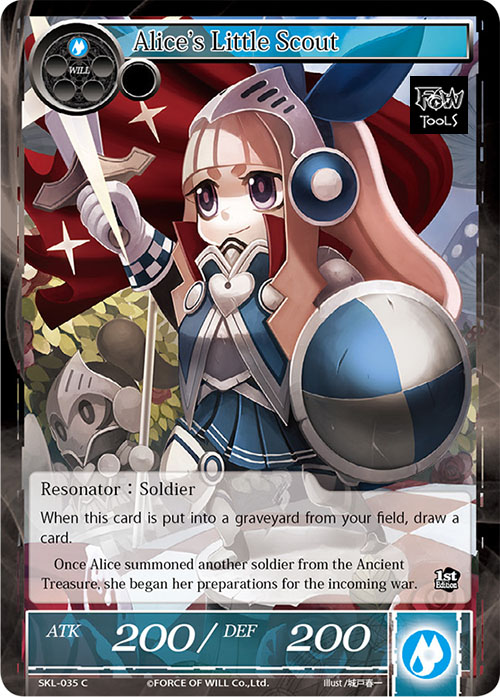 Alice's Little Scout
WILL
FoW
TOOLS
Resonator : Soldier
When this card is put into a graveyard from your field, draw a
card.
Once Alice summoned another soldier from the Ancient
Treasure, she began her preparations for the incoming war.
1st
Edition
ATK 200 / DEF 200
SKL-035 C ©FORCE OF WILL Co.,Ltd. Illust/城戸春一